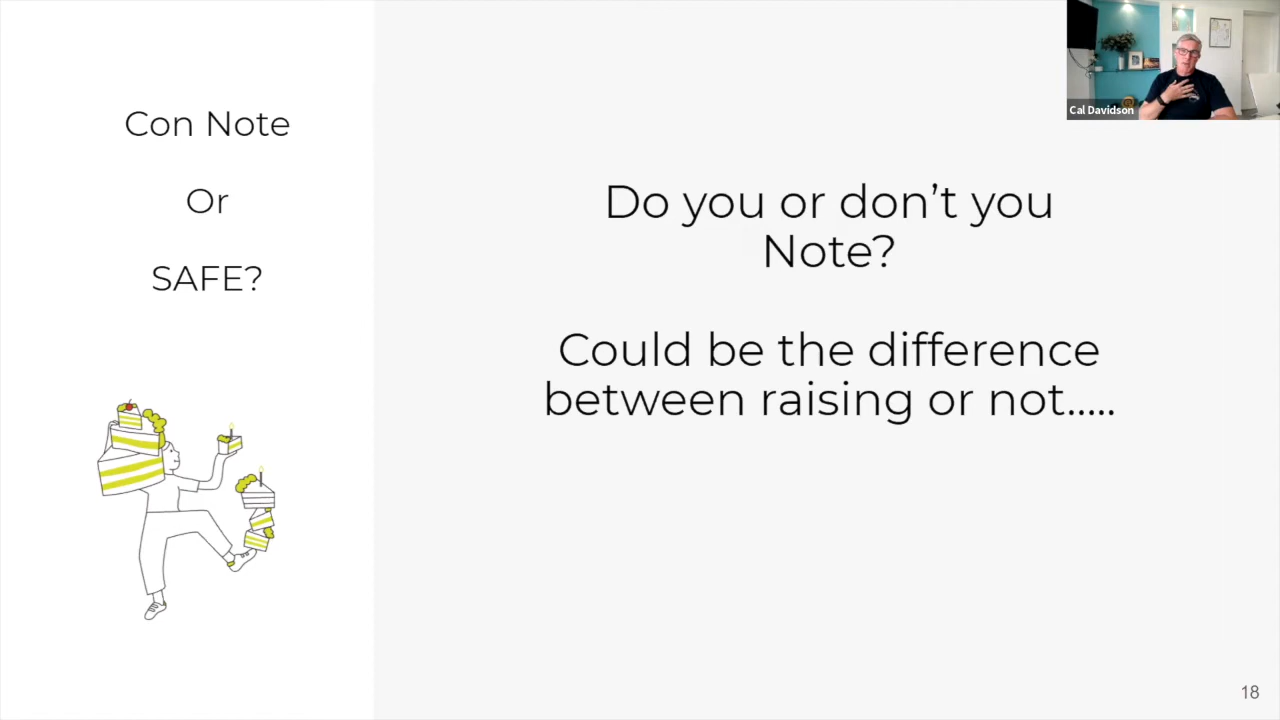 Con Note
Or
SAFE?
Do you or don’t you
Note?
Could be the difference
between raising or not.....
Cal Davidson
18